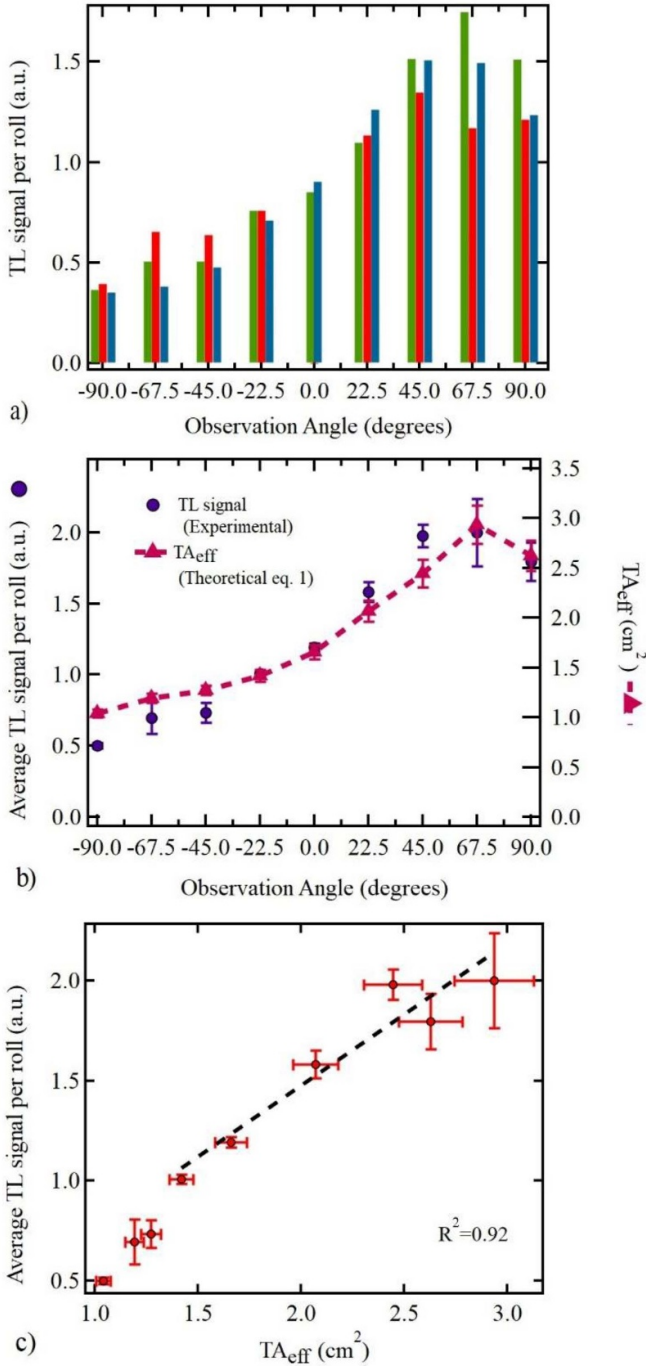 TL signal per roll (a.u.)
1.5
1.0
0.5
0.0
-90.0 -67.5 -45.0 -22.5 0.0 22.5 45.0 67.5 90.0
Observation Angle (degrees)
a)
Average TL signal per roll (a.u.)
2.0
1.5
1.0
0.5
0.0
TL signal
(Experimental)
TAeff
(Theoretical eq. 1)
3.5
3.0
2.5
2.0
1.5
1.0
0.5
0.0
TAeff (cm2)
-90.0 -67.5 -45.0 -22.5 0.0 22.5 45.0 67.5 90.0
Observation Angle (degrees)
b)
Average TL signal per roll (a.u.)
2.0
1.5
1.0
0.5
R2=0.92
1.0 1.5 2.0 2.5 3.0
TAeff (cm2)
c)